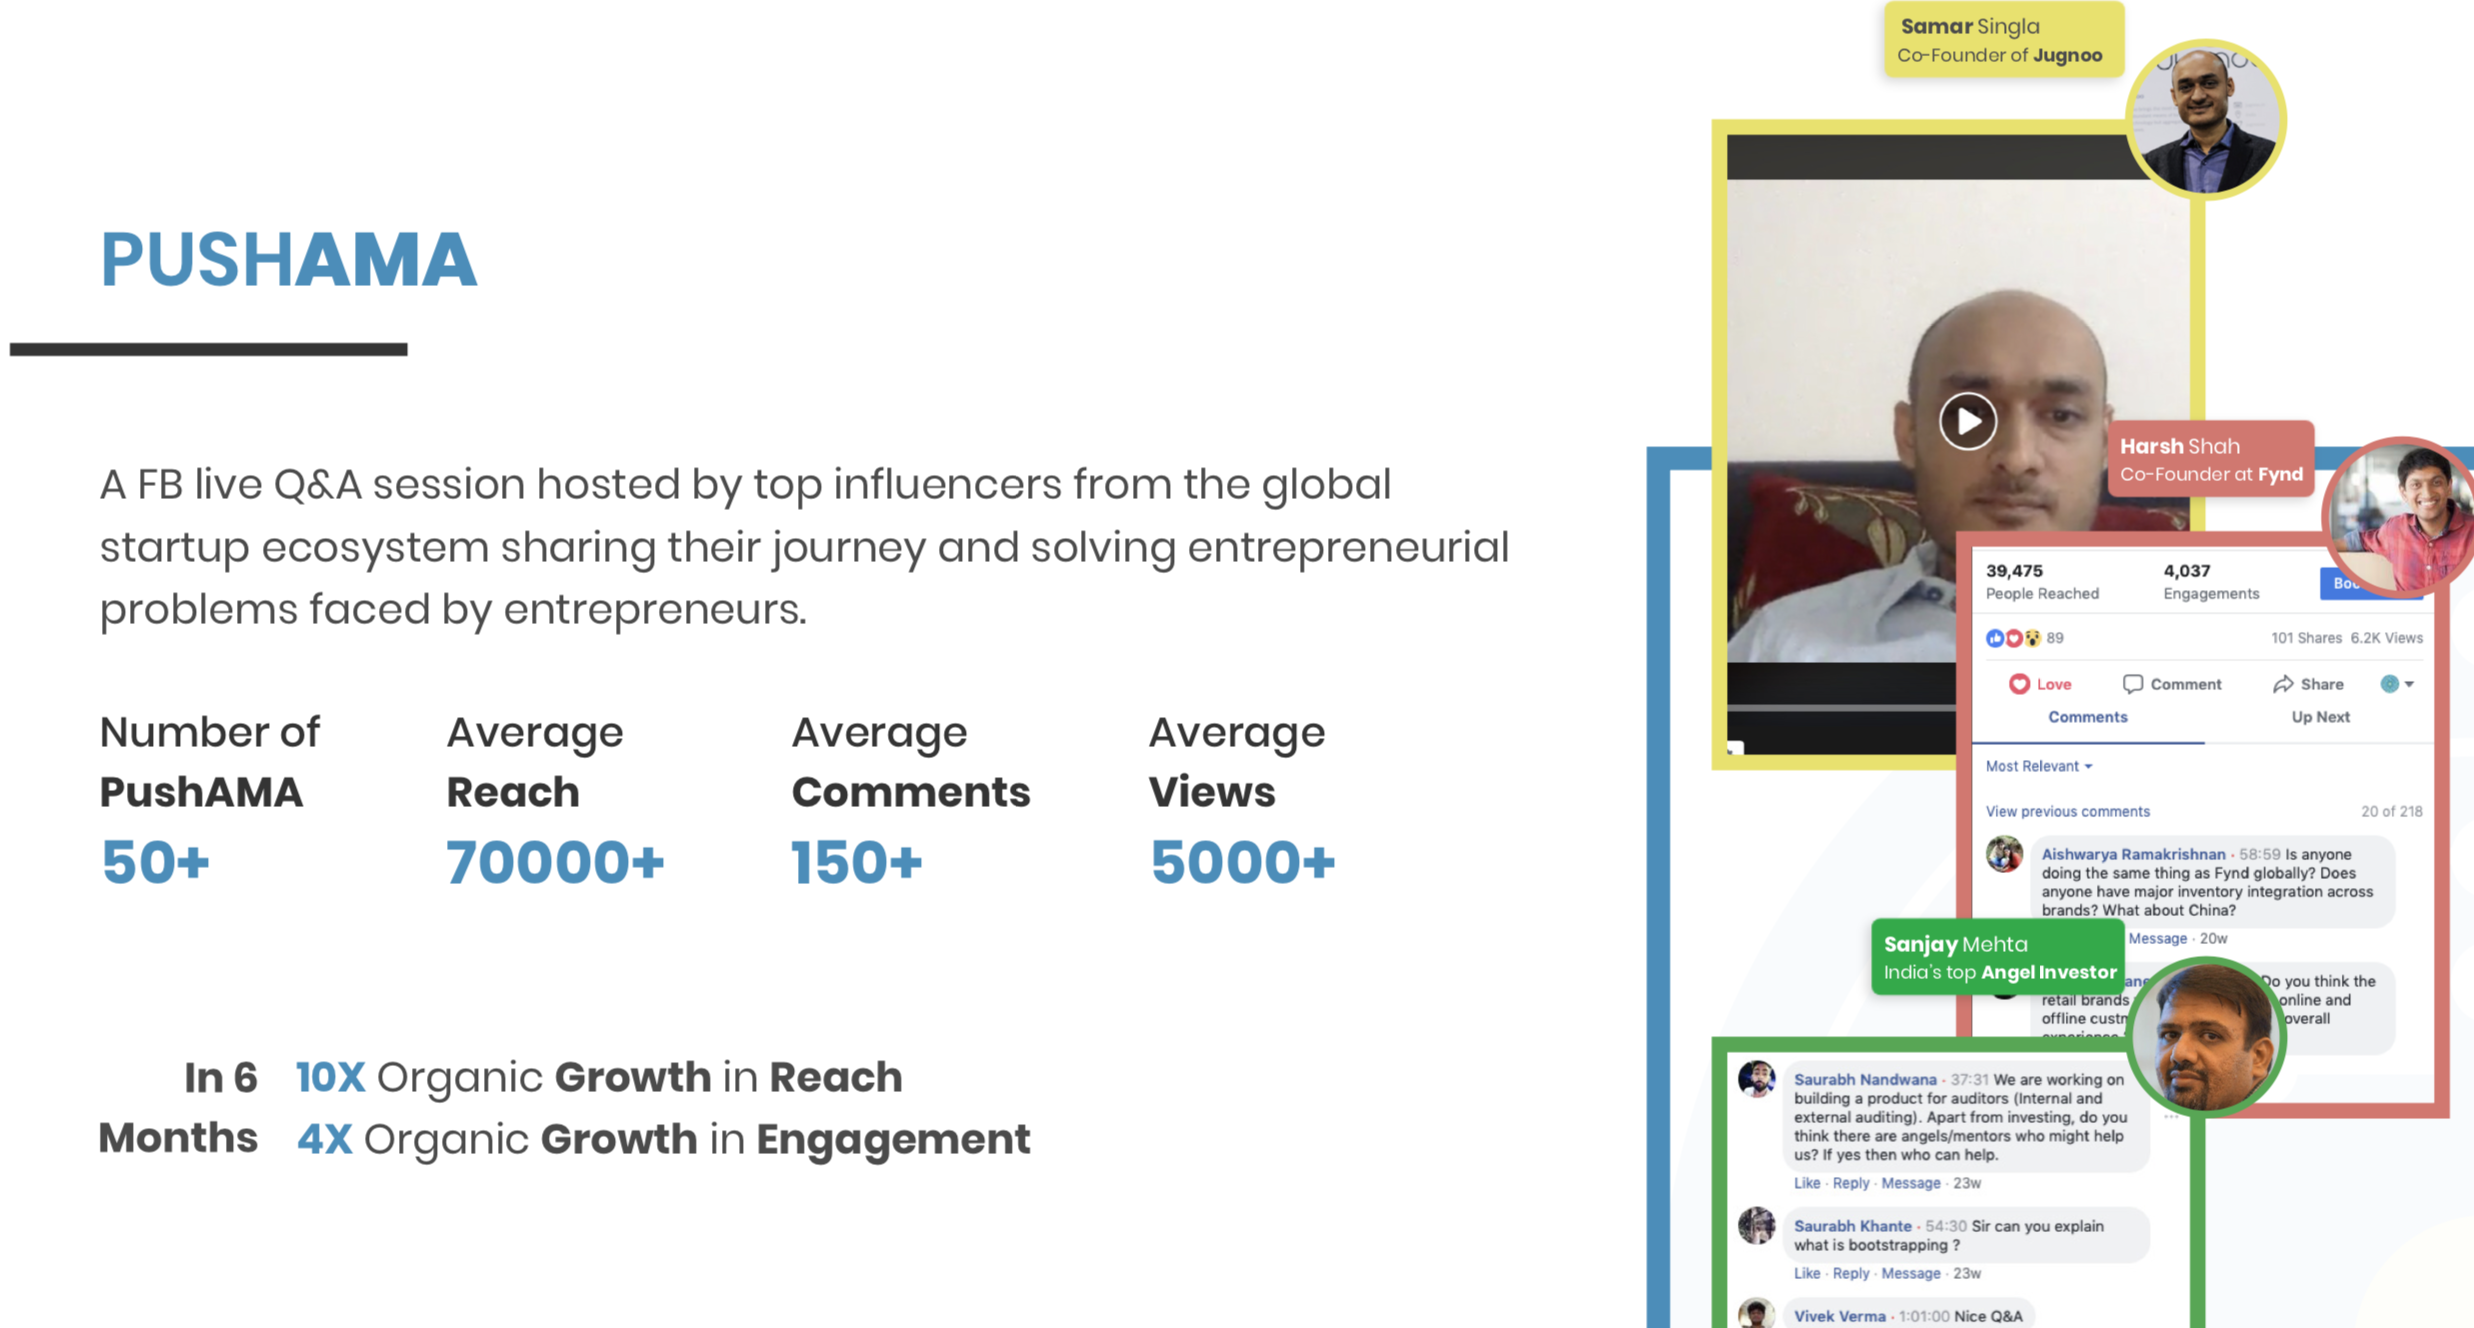 PUSHAMA
A FB live Q&A session hosted by top influencers from the global
startup ecosystem sharing their journey and solving entrepreneurial
problems faced by entrepreneurs.
Number of
PushAMA
50+
Average
Reach
70000+
Average
Comments
150+
Average
Views
5000+
In 6
Months
10X Organic Growth in Reach
4X Organic Growth in Engagement
Samar Singla
Co-Founder of Jugnoo
Harsh Shah
Co-Founder at Fynd
39,475
People Reached
4,037
Engagements
89
101 Shares 6.2K Views
Love
Comment
Share
Comments
Up Next
Most Relevant
View previous comments
20 of 218
Aishwarya Ramakrishnan · 58:59 Is anyone
doing the same thing as Fynd globally? Does
anyone have major inventory integration across
brands? What about China?
Message · 20w
Do you think the
retail brands
online and
offline
overall
Sanjay Mehta
India's top Angel Investor
Saurabh Nandwana · 37:31 We are working on
building a product for auditors (Internal and
external auditing). Apart from investing, do you
think there are angels/mentors who might help
us? If yes then who can help.
Like · Reply · Message · 23w
Saurabh Khante · 54:30 Sir can you explain
what is bootstrapping ?
Like · Reply · Message · 23w
Vivek Verma · 1:01:00 Nice Q&A